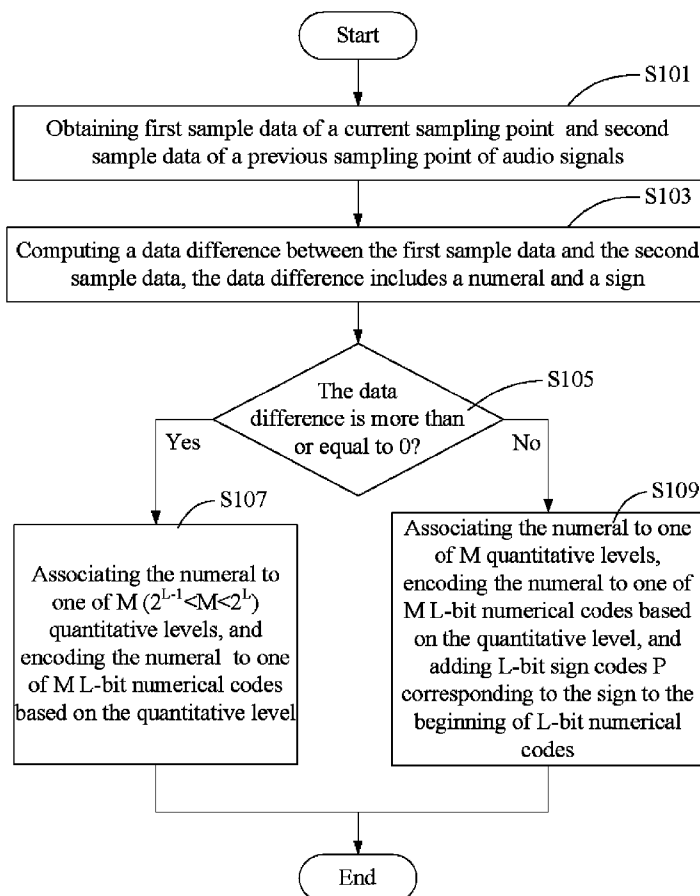 Start
S101
Obtaining first sample data of a current sampling point and second
sample data of a previous sampling point of audio signals
S103
Computing a data difference between the first sample data and the second
sample data, the data difference includes a numeral and a sign
S105
The data
difference is more than
or equal to 0?
Yes
No
S107
Associating the numeral to
one of M (2^{L-1}<M<2^L)
quantitative levels, and
encoding the numeral to one
of M L-bit numerical codes
based on the quantitative level
S109
Associating the numeral to one
of M quantitative levels,
encoding the numeral to one of
M L-bit numerical codes based
on the quantitative level, and
adding L-bit sign codes P
corresponding to the sign to the
beginning of L-bit numerical
codes
End